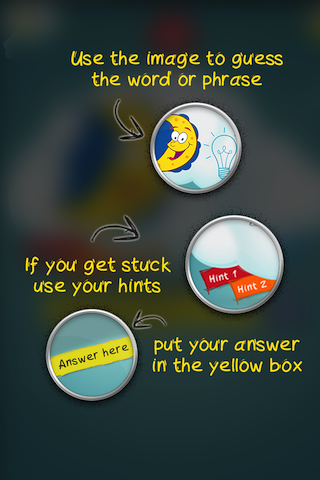 Use the image to guess
the word or phrase
If you get stuck
use your hints
Hint 1
Hint 2
Answer here
put your answer
in the yellow box